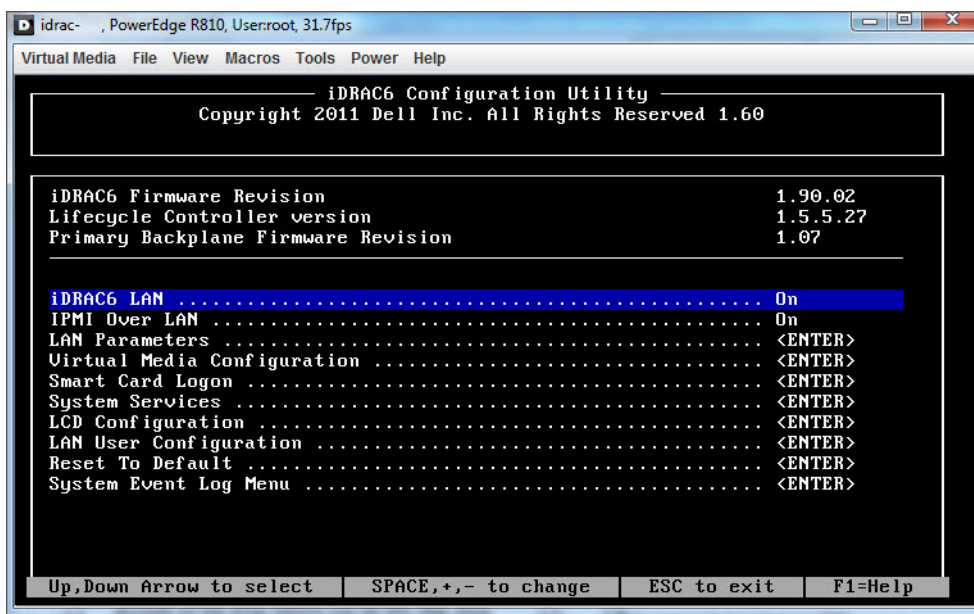 idrac- , PowerEdge R810, User:root, 31.7fps
Virtual Media File View Macros Tools Power Help
iDRAC6 Configuration Utility
Copyright 2011 Dell Inc. All Rights Reserved 1.60
iDRAC6 Firmware Revision 1.90.02
Lifecycle Controller version 1.5.5.27
Primary Backplane Firmware Revision 1.07
iDRAC6 LAN .................................................... On
IPMI Over LAN ................................................. On
LAN Parameters ................................................ <ENTER>
Virtual Media Configuration ................................... <ENTER>
Smart Card Logon .............................................. <ENTER>
System Services ............................................... <ENTER>
LCD Configuration ............................................. <ENTER>
LAN User Configuration ........................................ <ENTER>
Reset To Default .............................................. <ENTER>
System Event Log Menu ......................................... <ENTER>
Up,Down Arrow to select SPACE,+,- to change ESC to exit F1=Help